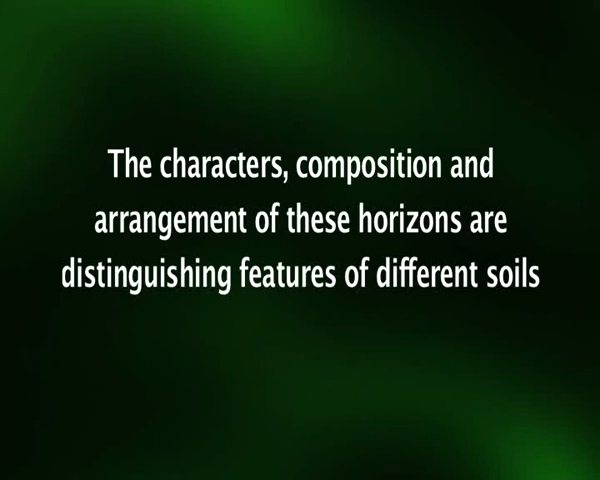 The characters, composition and
arrangement of these horizons are
distinguishing features of different soils